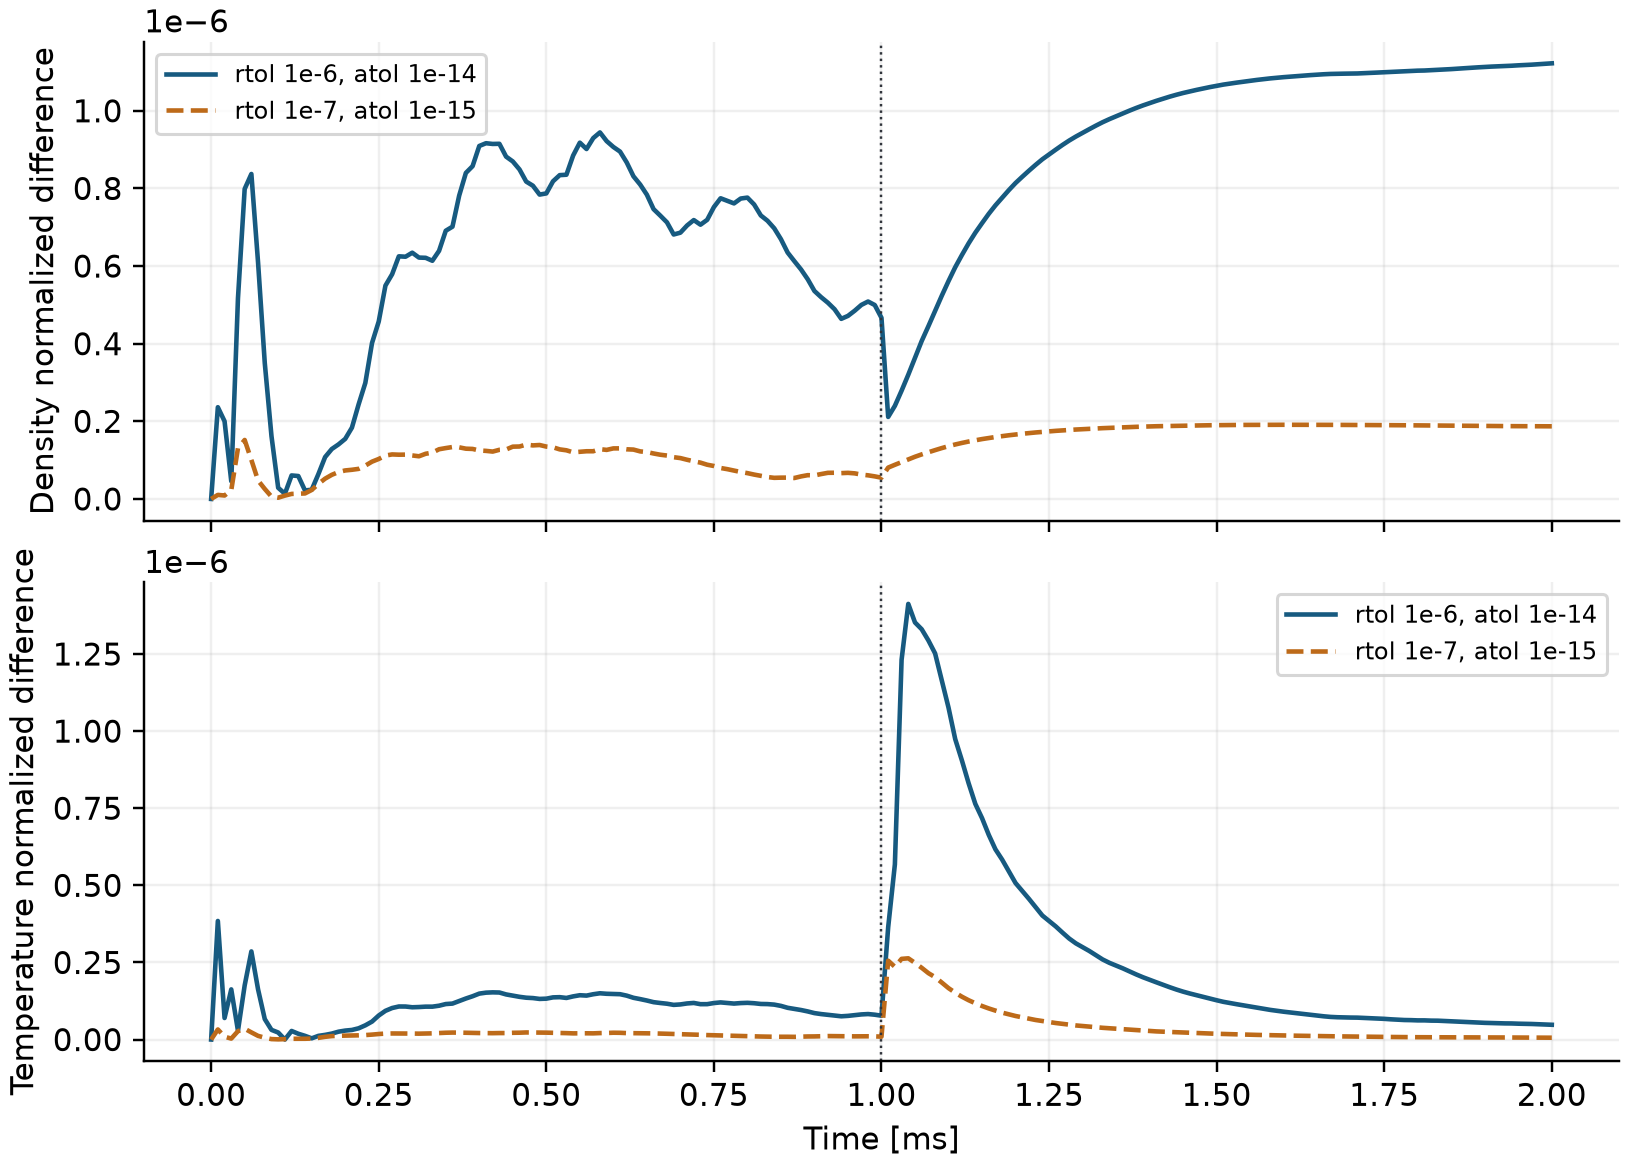 1e−6
Density normalized difference
1.0
0.8
0.6
0.4
0.2
0.0
rtol 1e-6, atol 1e-14
rtol 1e-7, atol 1e-15
1e−6
Temperature normalized difference
1.25
1.00
0.75
0.50
0.25
0.00
rtol 1e-6, atol 1e-14
rtol 1e-7, atol 1e-15
0.00 0.25 0.50 0.75 1.00 1.25 1.50 1.75 2.00
Time [ms]